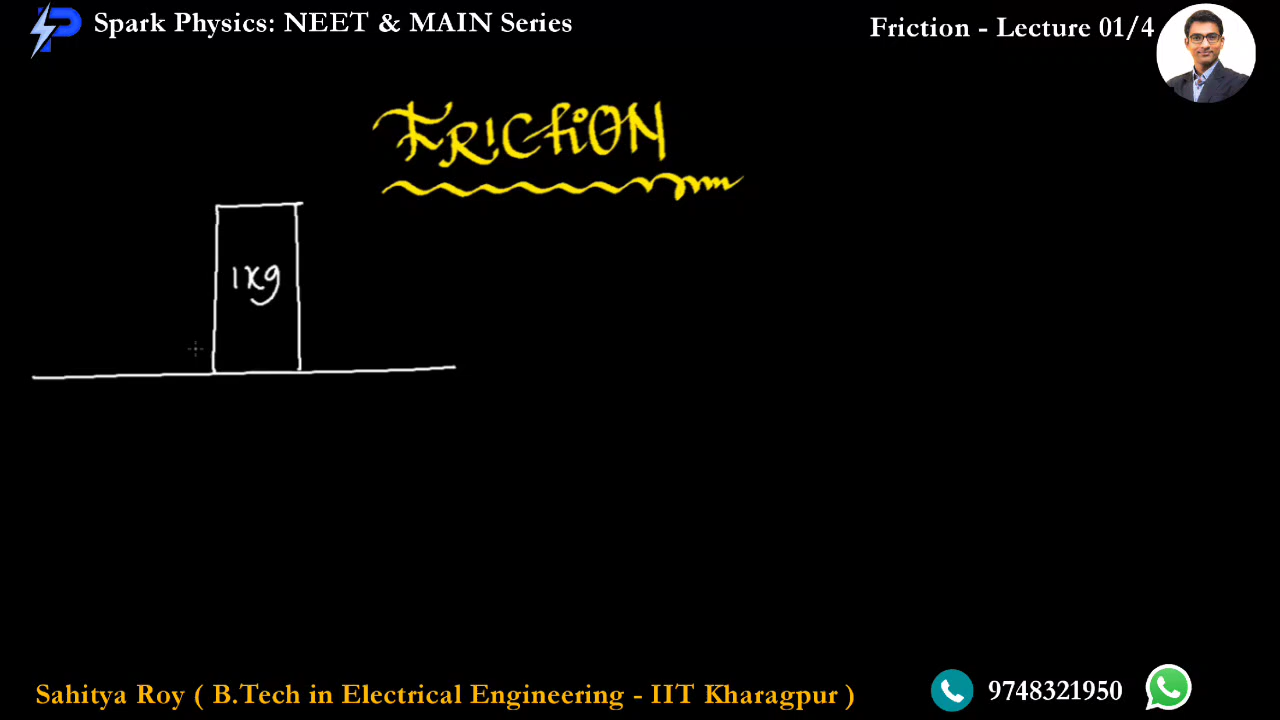 Spark Physics: NEET & MAIN Series
Friction - Lecture 01/4
FRICTION
1kg
Sahitya Roy ( B.Tech in Electrical Engineering - IIT Kharagpur )
9748321950